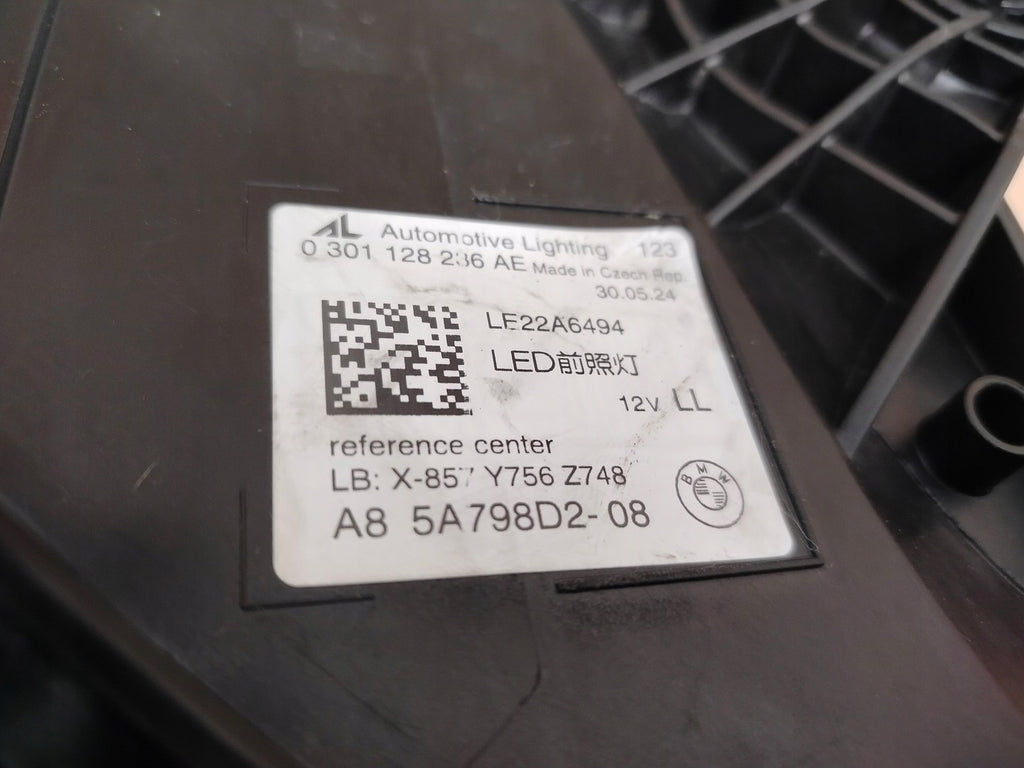 AL Automotive Lighting 123
0 301 128 236 AE Made in Czech Rep.
30.05.24
LE22A6494
LED前照灯
12V LL
reference center
LB: X-857 Y756 Z748
BMW
A8 5A798D2-08